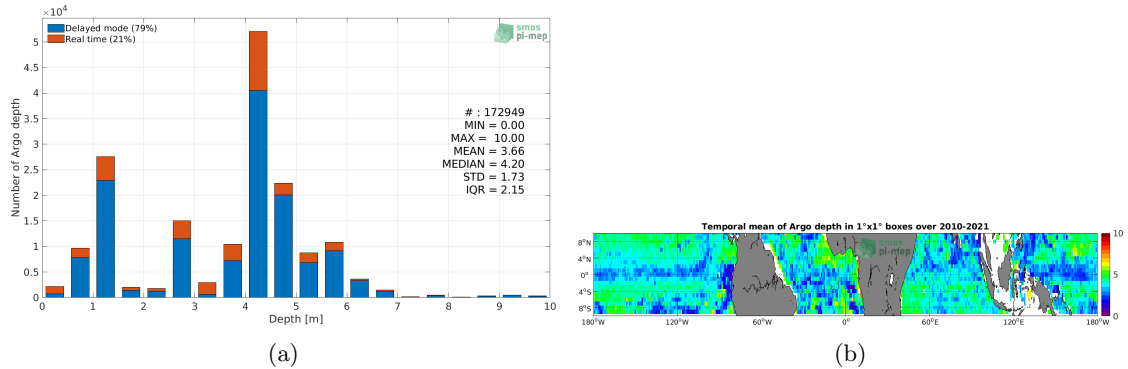 ×10⁴
Delayed mode (79%)
Real time (21%)
smos
pi-mep
5
4.5
4
3.5
3
2.5
2
1.5
1
0.5
0
Number of Argo depth
# : 172949
MIN = 0.00
MAX = 10.00
MEAN = 3.66
MEDIAN = 4.20
STD = 1.73
IQR = 2.15
0 1 2 3 4 5 6 7 8 9 10
Depth [m]
(a)
Temporal mean of Argo depth in 1°x1° boxes over 2010-2021
smos
pi-mep
8°N
4°N
0°
4°S
8°S
180°W 120°W 60°W 0° 60°E 120°E 180°W
10
5
0
(b)